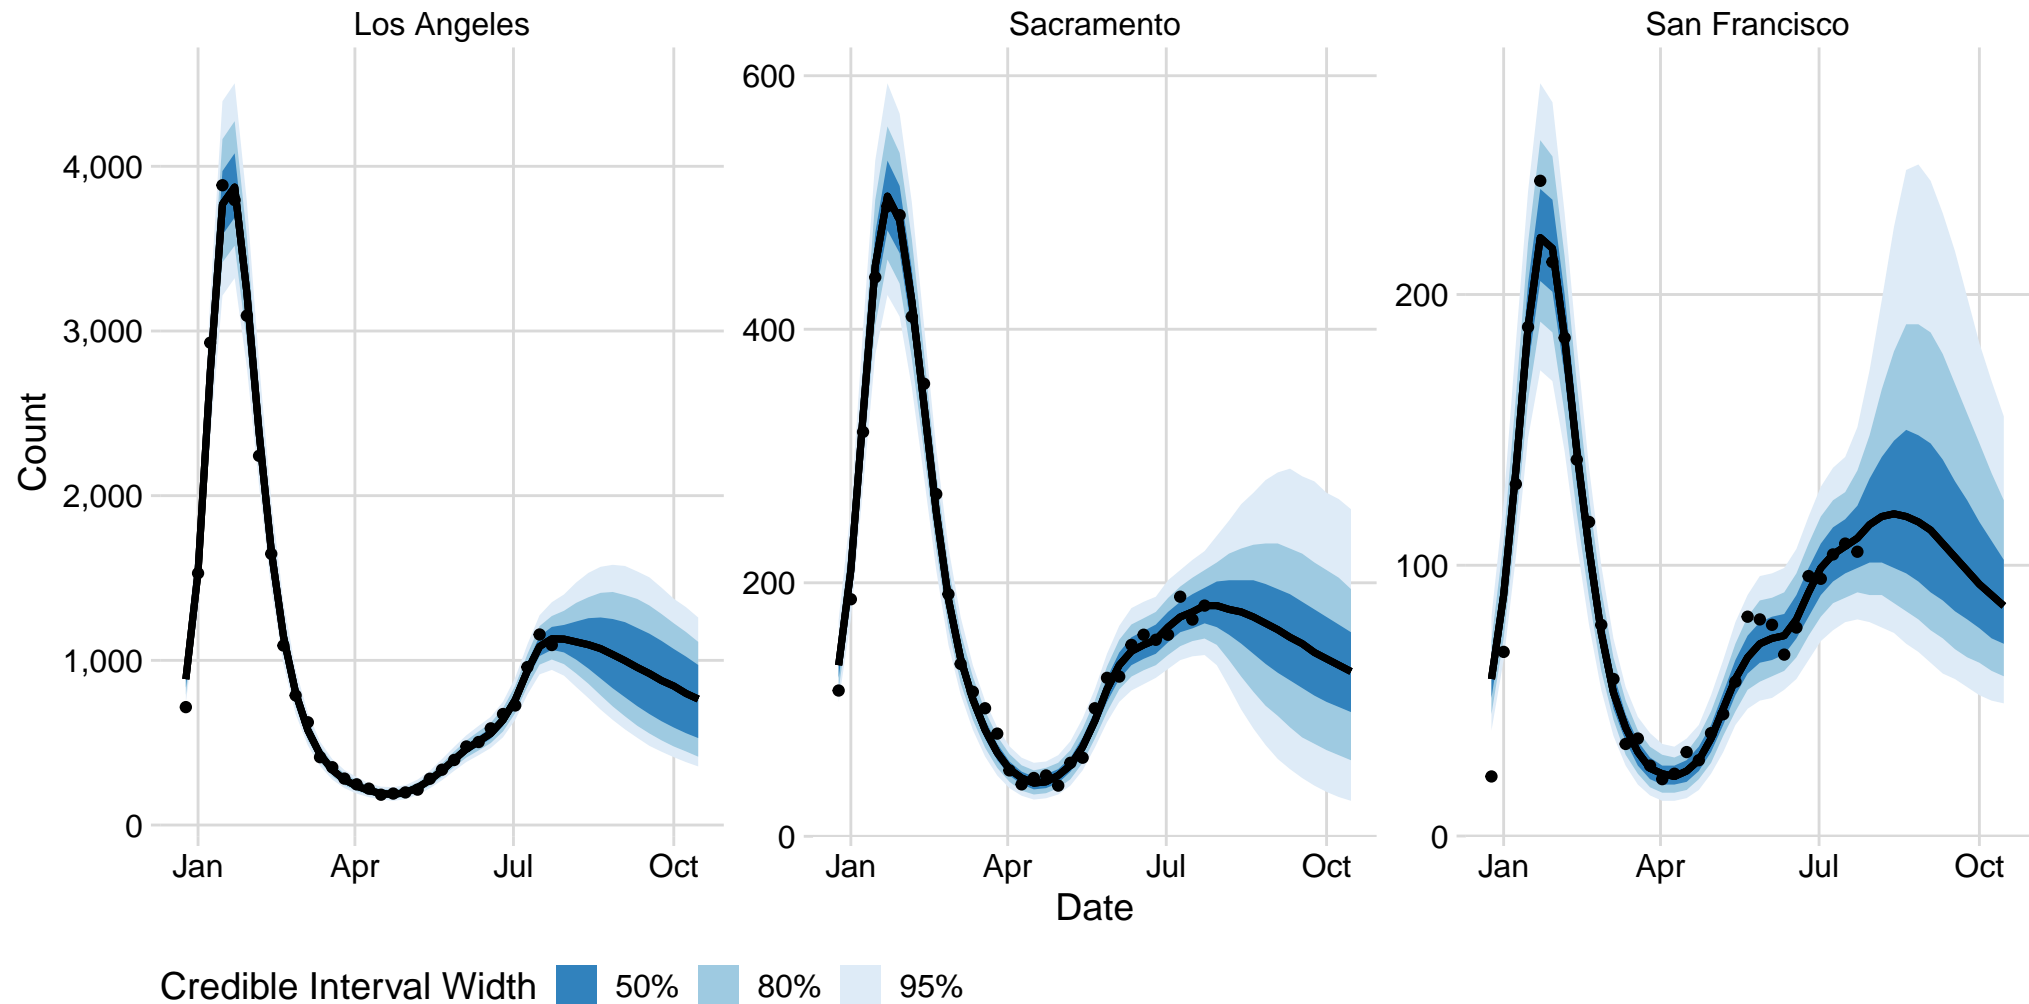 Los Angeles
Sacramento
San Francisco
Count
4,000
3,000
2,000
1,000
0
Jan
Apr
Jul
Oct
600
400
200
0
Jan
Apr
Jul
Oct
200
100
0
Jan
Apr
Jul
Oct
Date
Credible Interval Width 50% 80% 95%